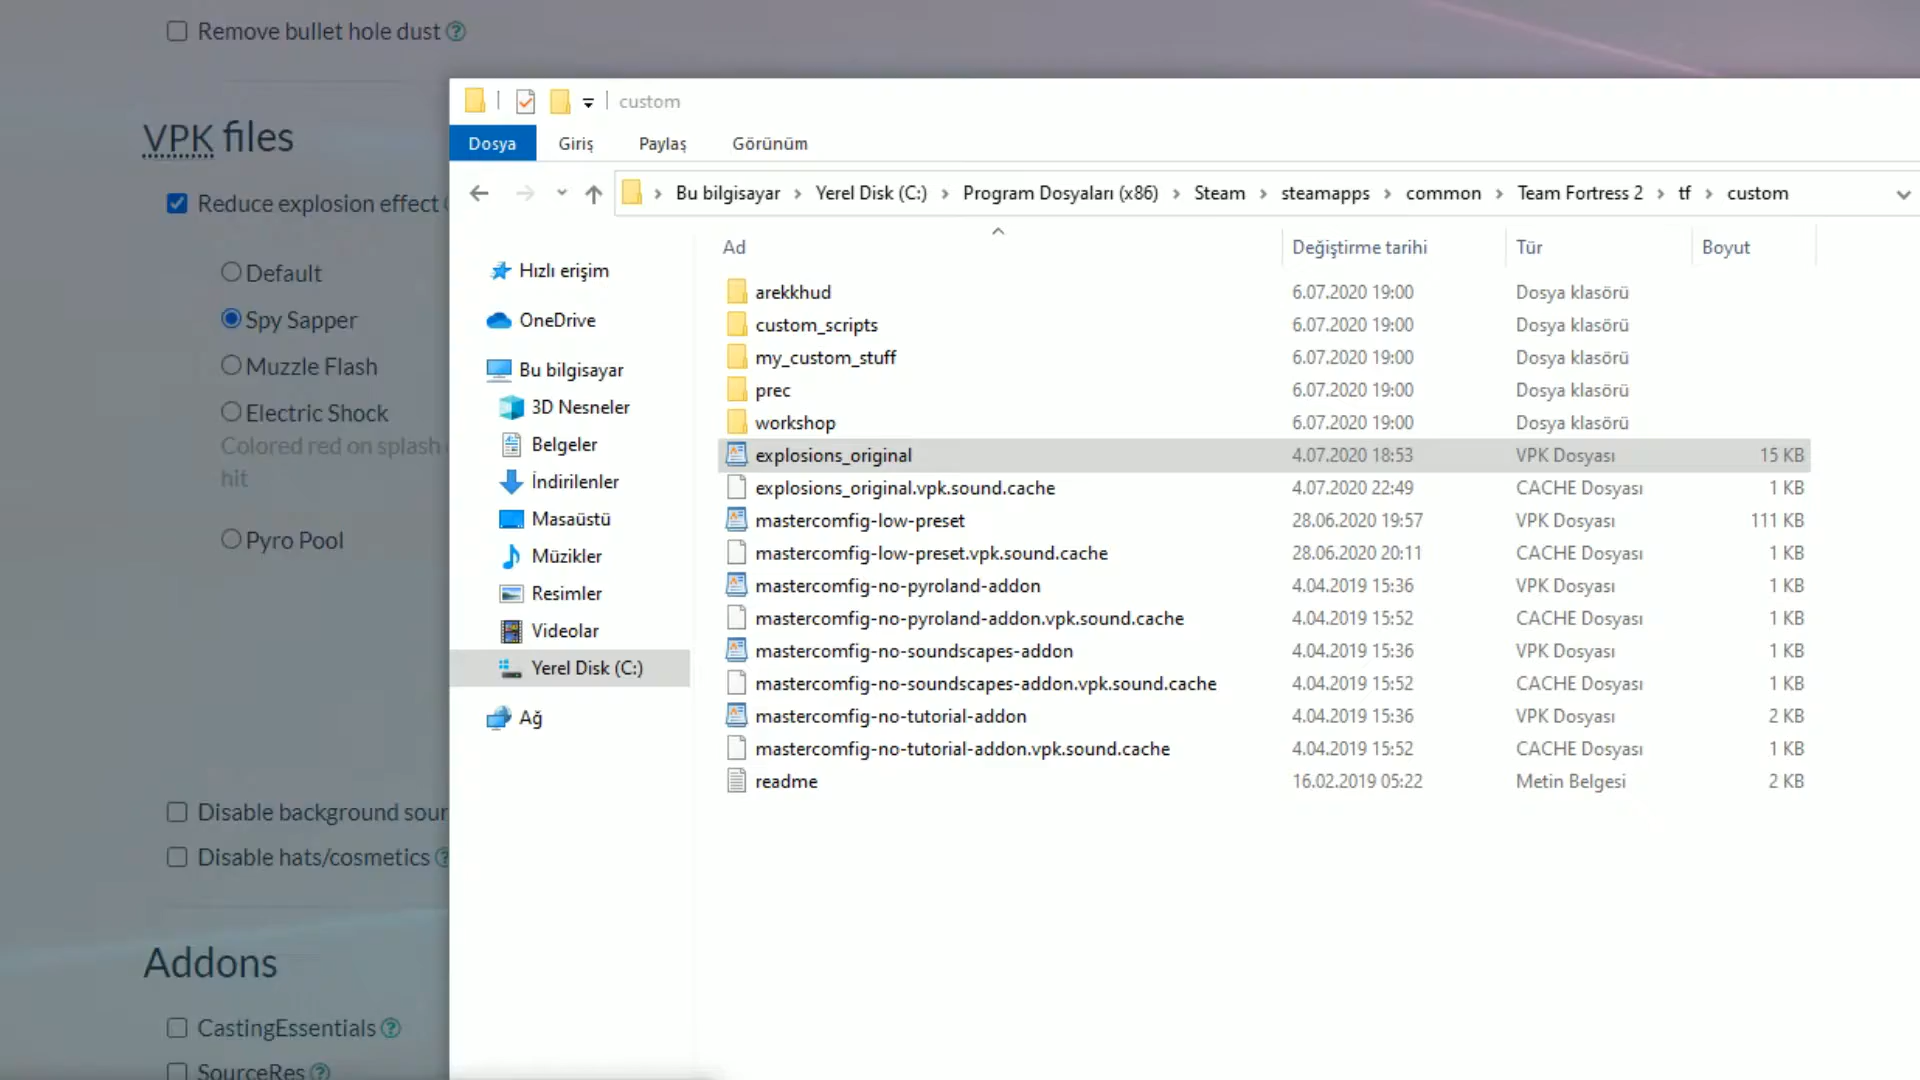 Remove bullet hole dust ?
VPK files
Reduce explosion effect
Default
Spy Sapper
Muzzle Flash
Electric Shock
Colored red on splash
hit
Pyro Pool
Disable background sour
Disable hats/cosmetics ?
Addons
CastingEssentials ?
SourceRes ?
custom
Dosya Giriş Paylaş Görünüm
Bu bilgisayar Yerel Disk (C:) Program Dosyaları (x86) Steam steamapps common Team Fortress 2 tf custom
Hızlı erişim
OneDrive
Bu bilgisayar
3D Nesneler
Belgeler
İndirilenler
Masaüstü
Müzikler
Resimler
Videolar
Yerel Disk (C:)
Ağ
Ad Değiştirme tarihi Tür Boyut
arekkhud 6.07.2020 19:00 Dosya klasörü
custom_scripts 6.07.2020 19:00 Dosya klasörü
my_custom_stuff 6.07.2020 19:00 Dosya klasörü
prec 6.07.2020 19:00 Dosya klasörü
workshop 6.07.2020 19:00 Dosya klasörü
explosions_original 4.07.2020 18:53 VPK Dosyası 15 KB
explosions_original.vpk.sound.cache 4.07.2020 22:49 CACHE Dosyası 1 KB
mastercomfig-low-preset 28.06.2020 19:57 VPK Dosyası 111 KB
mastercomfig-low-preset.vpk.sound.cache 28.06.2020 20:11 CACHE Dosyası 1 KB
mastercomfig-no-pyroland-addon 4.04.2019 15:36 VPK Dosyası 1 KB
mastercomfig-no-pyroland-addon.vpk.sound.cache 4.04.2019 15:52 CACHE Dosyası 1 KB
mastercomfig-no-soundscapes-addon 4.04.2019 15:36 VPK Dosyası 1 KB
mastercomfig-no-soundscapes-addon.vpk.sound.cache 4.04.2019 15:52 CACHE Dosyası 1 KB
mastercomfig-no-tutorial-addon 4.04.2019 15:36 VPK Dosyası 2 KB
mastercomfig-no-tutorial-addon.vpk.sound.cache 4.04.2019 15:52 CACHE Dosyası 1 KB
readme 16.02.2019 05:22 Metin Belgesi 2 KB